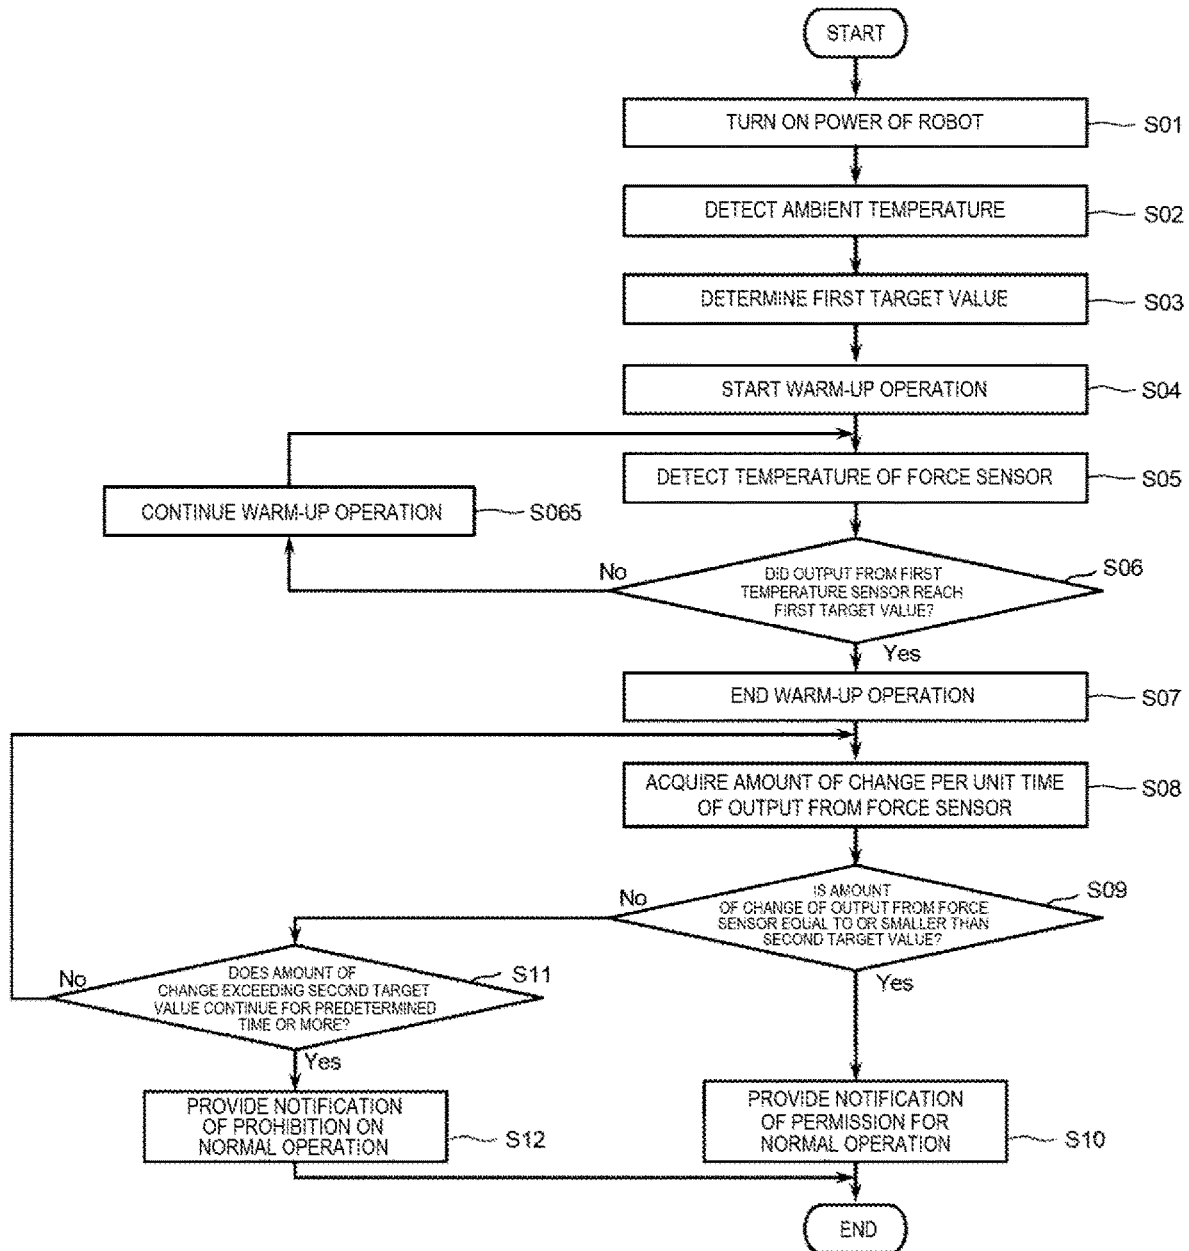 START
TURN ON POWER OF ROBOT
S01
DETECT AMBIENT TEMPERATURE
S02
DETERMINE FIRST TARGET VALUE
S03
START WARM-UP OPERATION
S04
DETECT TEMPERATURE OF FORCE SENSOR
S05
CONTINUE WARM-UP OPERATION
S065
No
DID OUTPUT FROM FIRST
TEMPERATURE SENSOR REACH
FIRST TARGET VALUE?
S06
Yes
END WARM-UP OPERATION
S07
ACQUIRE AMOUNT OF CHANGE PER UNIT TIME
OF OUTPUT FROM FORCE SENSOR
S08
No
IS AMOUNT
OF CHANGE OF OUTPUT FROM FORCE
SENSOR EQUAL TO OR SMALLER THAN
SECOND TARGET VALUE?
S09
Yes
No
DOES AMOUNT OF
CHANGE EXCEEDING SECOND TARGET
VALUE CONTINUE FOR PREDETERMINED
TIME OR MORE?
S11
Yes
PROVIDE NOTIFICATION
OF PROHIBITION ON
NORMAL OPERATION
S12
PROVIDE NOTIFICATION
OF PERMISSION FOR
NORMAL OPERATION
S10
END